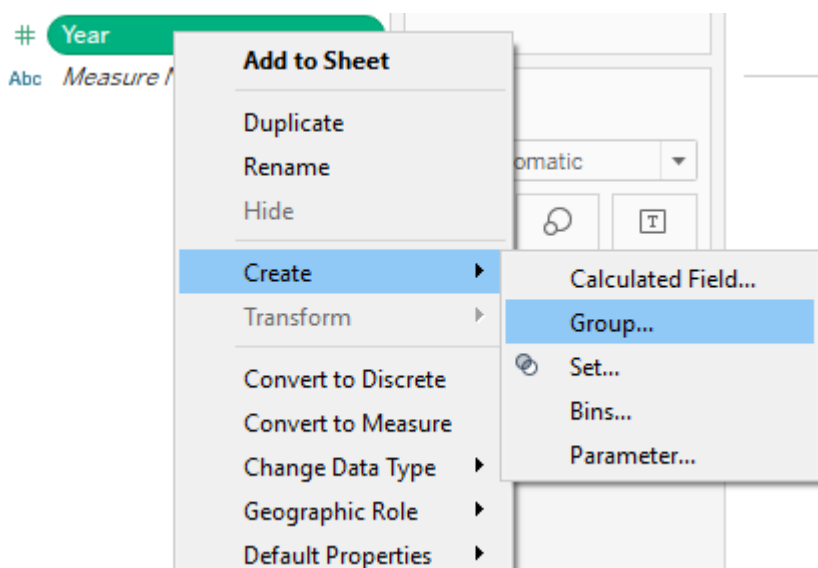 Year
Abc Measure
Add to Sheet
Duplicate
Rename
Hide
Create
Transform
Convert to Discrete
Convert to Measure
Change Data Type
Geographic Role
Default Properties
omatic
T
Calculated Field...
Group...
Set...
Bins...
Parameter...